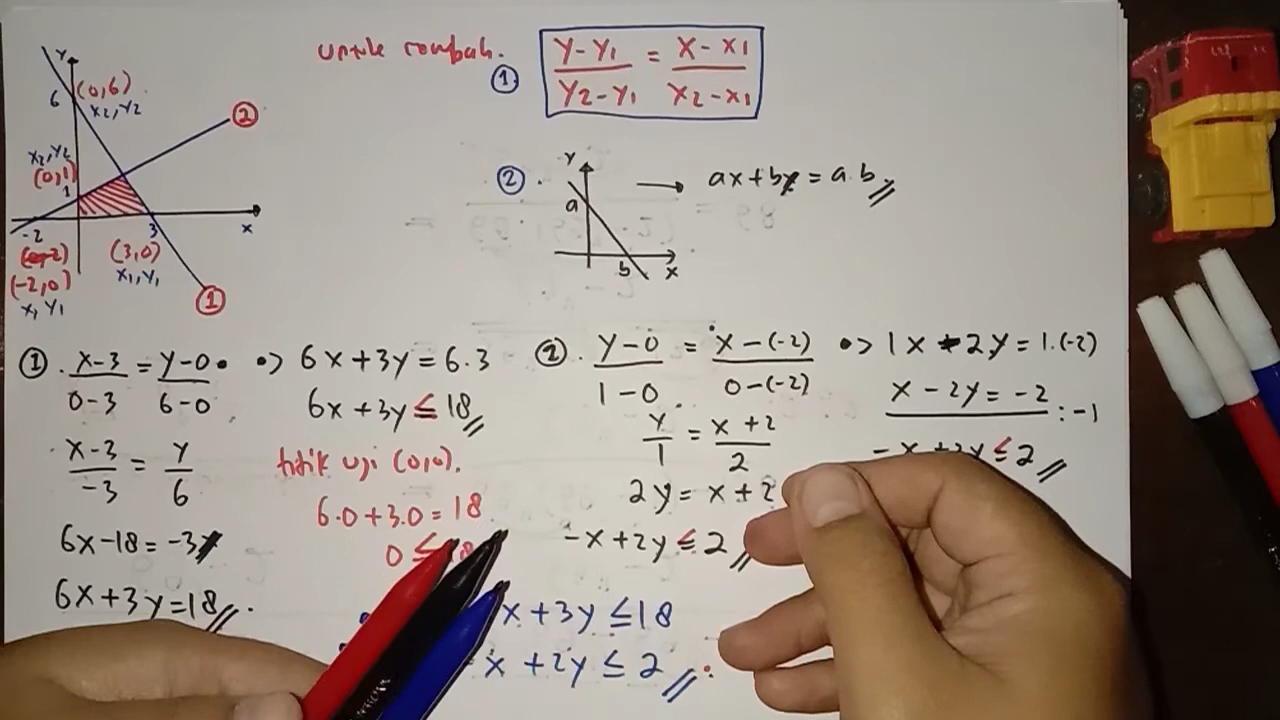 Y
6 (0,6)
X2, Y2
②
X2, Y2
(0,1)
1
-2 3 X
(-2,0) (3,0)
X, Y1 X1, Y1
①
①
Y-Y1 = X-X1
Y2-Y1 X2-X1
②
Y
a
b X
ax+by = a.b
① X-3 = Y-0
0-3 6-0
X-3 = Y
-3 6
6X-18 = -3Y
6X+3Y=18
6X+3Y = 6.3
6X+3Y ≤ 18
titik uji (0,0).
6.0+3.0 = 18
0 ≤
② . Y-0 = X-(-2)
1-0 0-(-2)
Y = X+2
1 2
2Y = X+2
-X+2Y ≤ 2
1X-2Y = 1.(-2)
X-2Y = -2 : -1
-X+2Y ≤ 2
X+3Y ≤ 18
-X+2Y ≤ 2